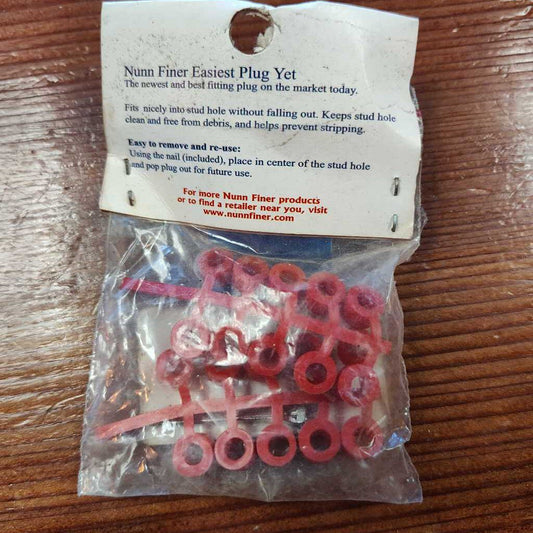 Nunn Finer Easiest Plug Yet
The newest and best fitting plug on the market today.
Fits nicely into stud hole without falling out. Keeps stud hole
clean and free from debris, and helps prevent stripping.
Easy to remove and re-use:
Using the nail (included), place in center of the stud hole
and pop plug out for future use.
For more Nunn Finer products
or to find a retailer near you, visit
www.nunnfiner.com